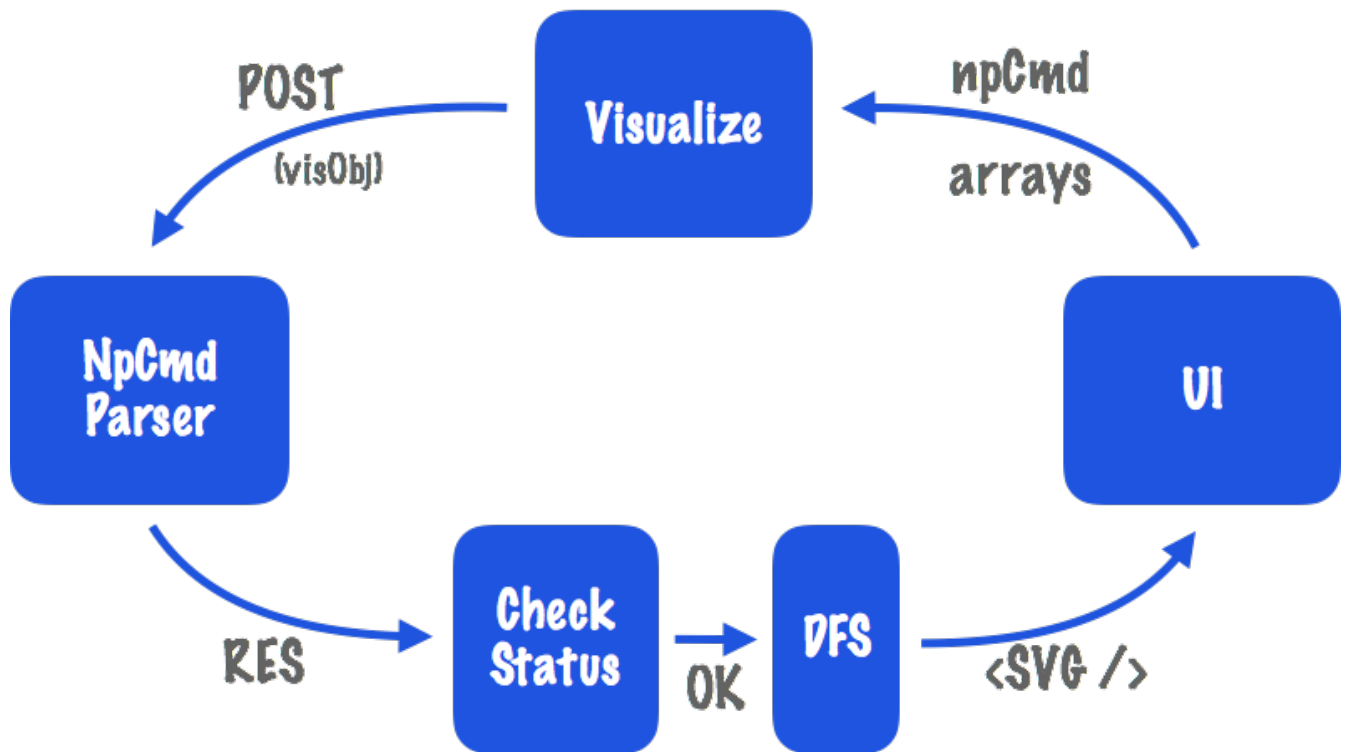 POST
(visObj)
Visualize
npCmd
arrays
NpCmd
Parser
UI
RES
Check
Status
OK
DFS
<SVG />